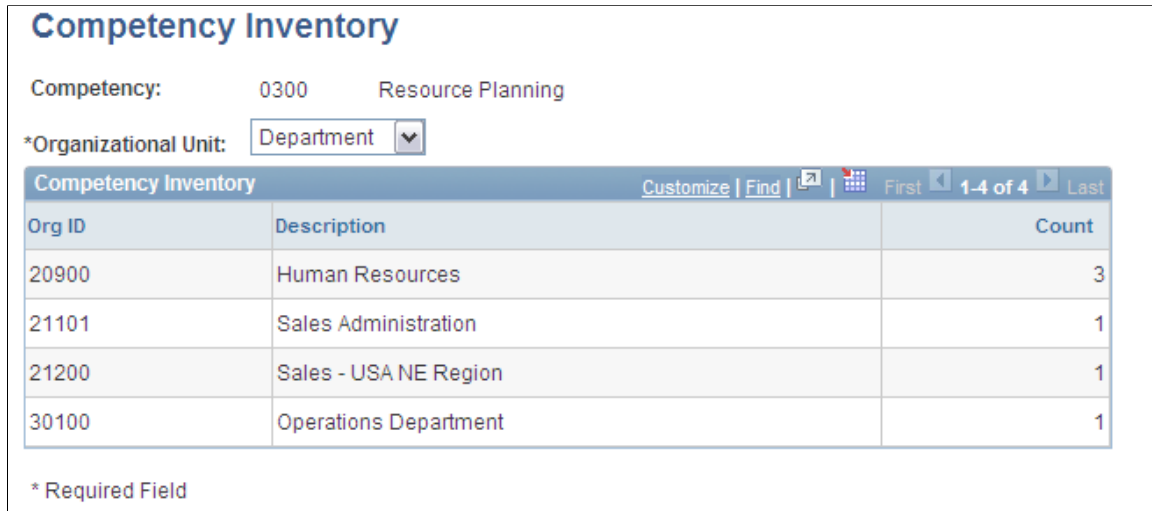 Competency Inventory
Competency: 0300 Resource Planning
*Organizational Unit: Department
Competency Inventory Customize | Find | | First 1-4 of 4 Last
Org ID Description Count
20900 Human Resources 3
21101 Sales Administration 1
21200 Sales - USA NE Region 1
30100 Operations Department 1
* Required Field